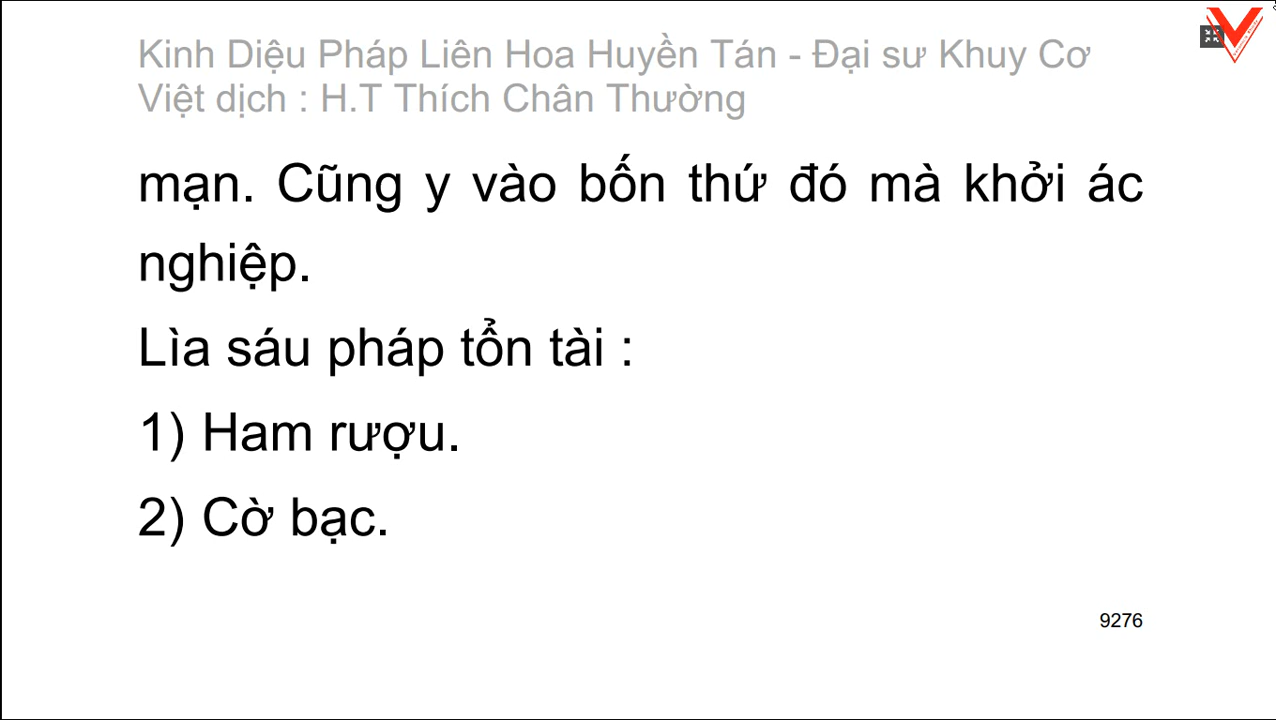 Kinh Diệu Pháp Liên Hoa Huyền Tán - Đại sư Khuy Cơ
Việt dịch : H.T Thích Chân Thường
mạn. Cũng y vào bốn thứ đó mà khởi ác
nghiệp.
Lìa sáu pháp tổn tài :
1) Ham rượu.
2) Cờ bạc.
9276